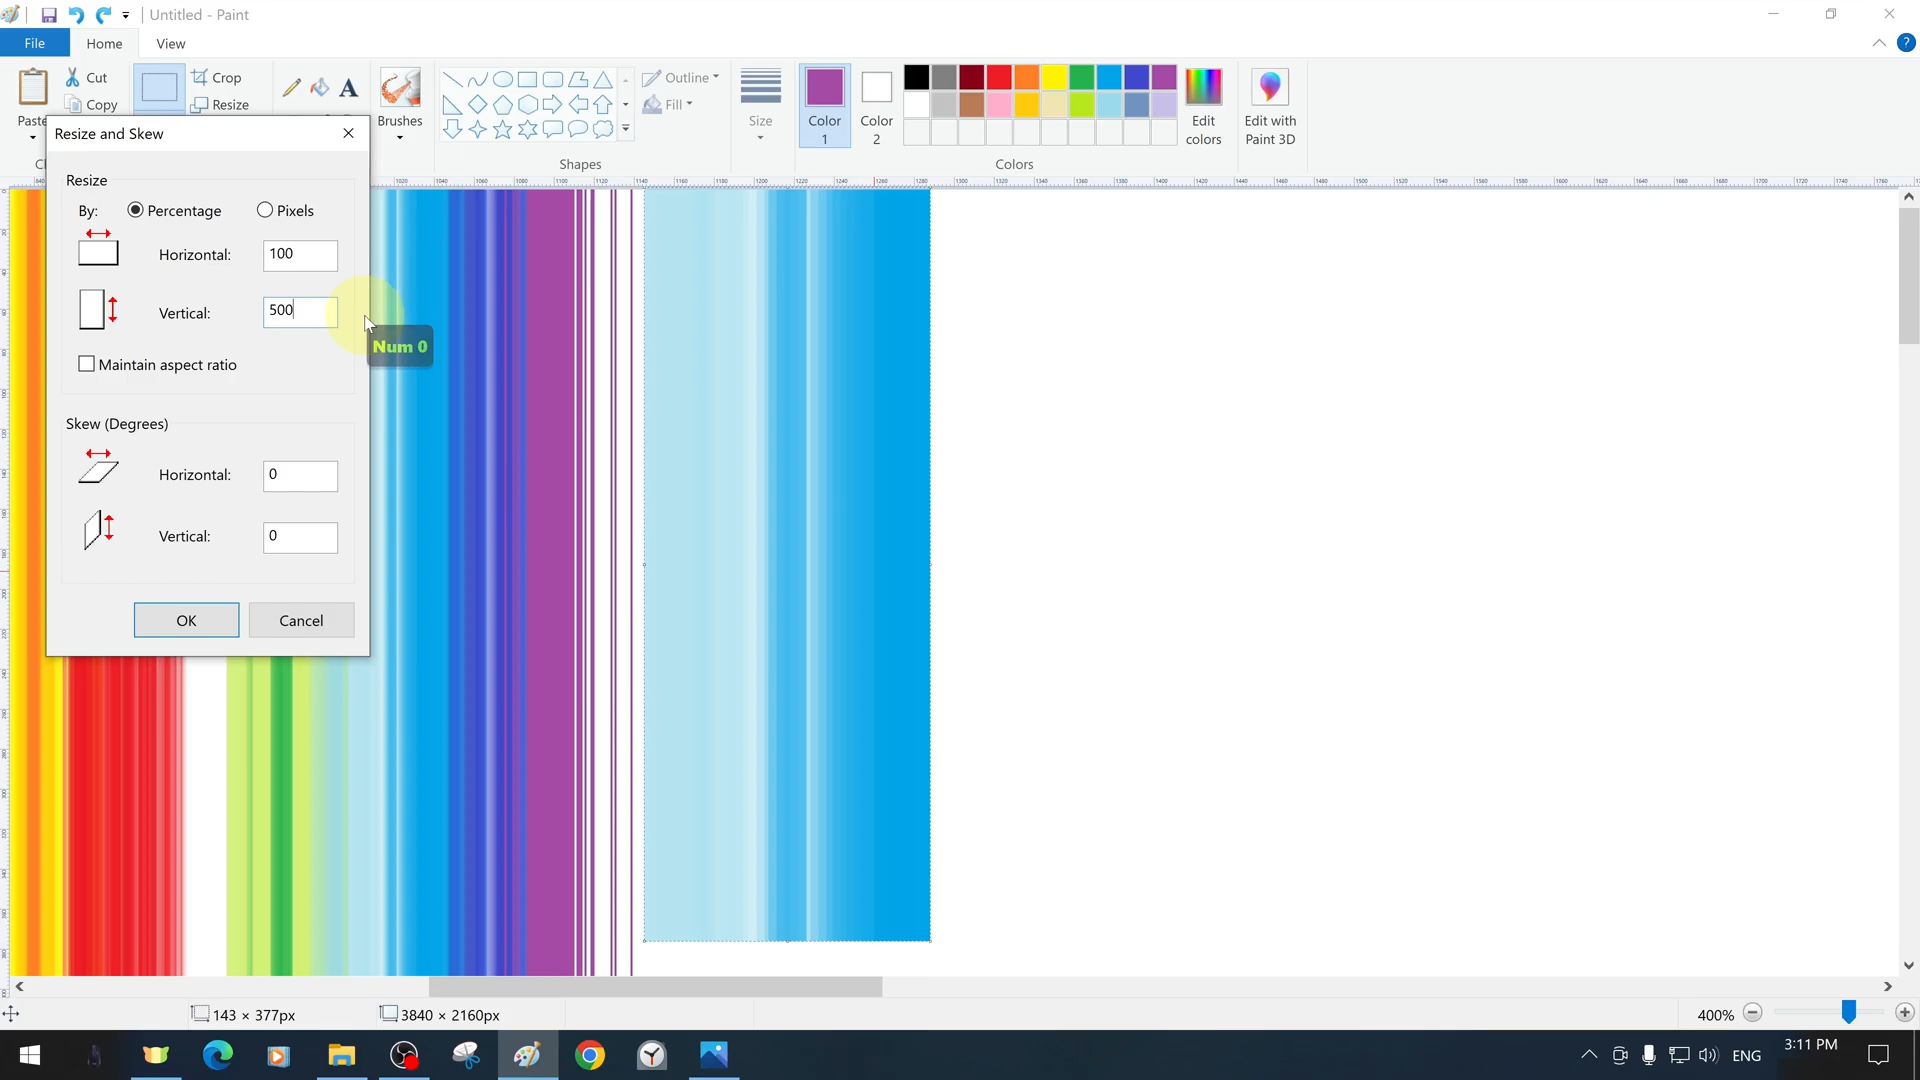 Untitled - Paint
File
Home
View
Paste
Cut
Copy
Crop
Resize
Brushes
Outline
Fill
Shapes
Size
Color
1
Color
2
Edit
colors
Edit with
Paint 3D
Colors
Resize and Skew
Resize
By:
Percentage
Pixels
Horizontal:
100
Vertical:
500
Num 0
Maintain aspect ratio
Skew (Degrees)
Horizontal:
0
Vertical:
0
OK
Cancel
143 × 377px
3840 × 2160px
400%
ENG
3:11 PM